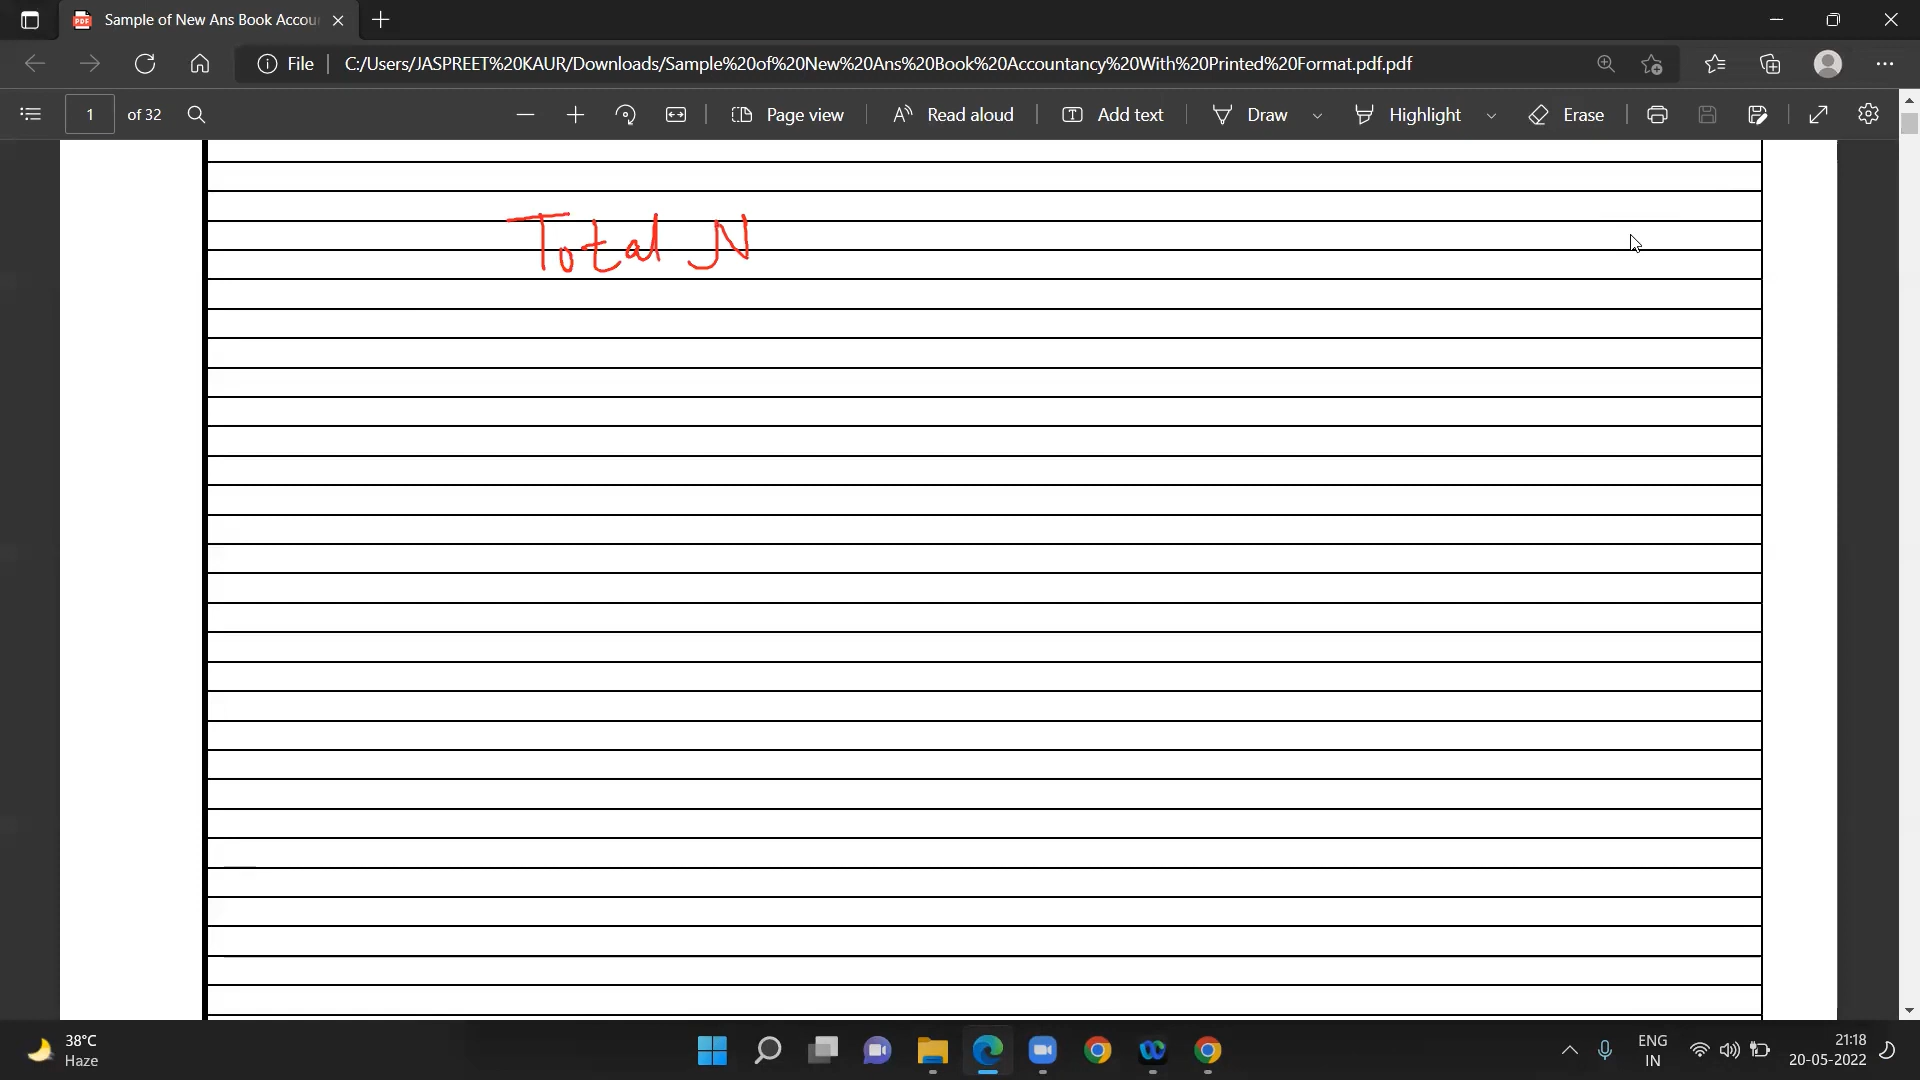 Sample of New Ans Book Accou
File
C:/Users/JASPREET%20KAUR/Downloads/Sample%20of%20New%20Ans%20Book%20Accountancy%20With%20Printed%20Format.pdf.pdf
1 of 32
Page view
Read aloud
Add text
Draw
Highlight
Erase
Total N
38°C
Haze
ENG
IN
21:18
20-05-2022